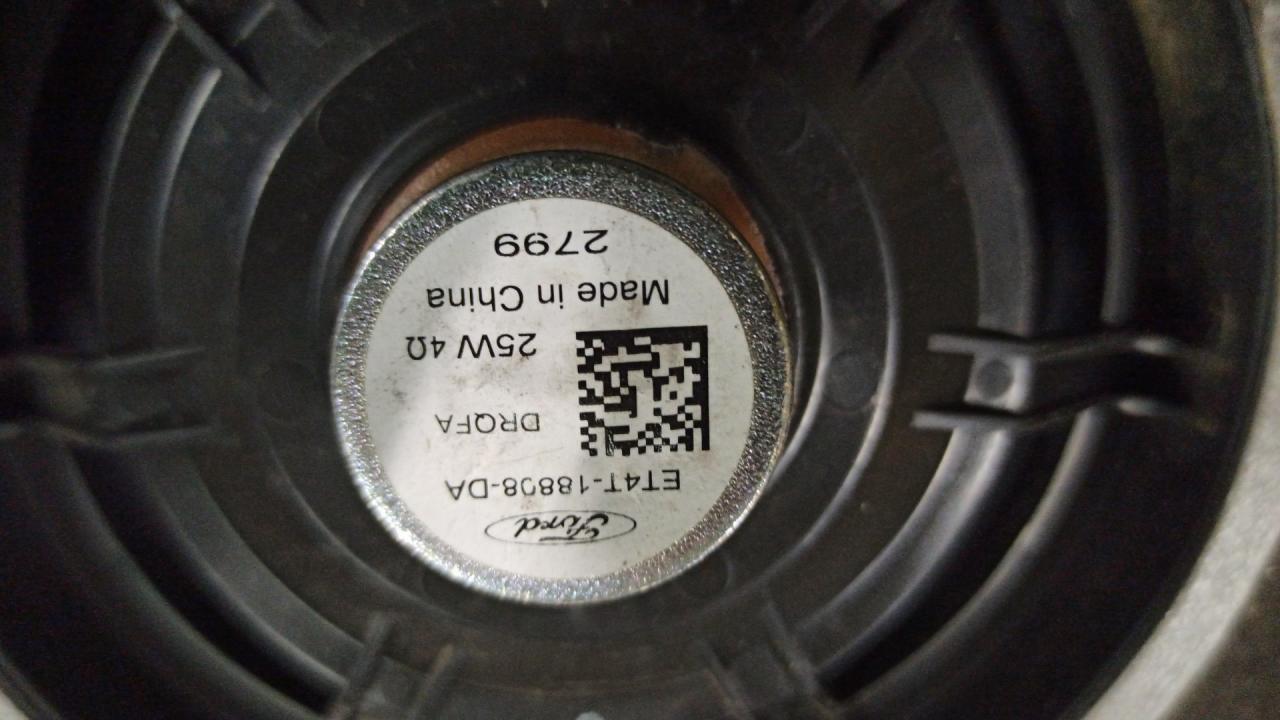 Ford
ET4T-18808-DA
DRQFA
25W 4Ω
Made in China
2799